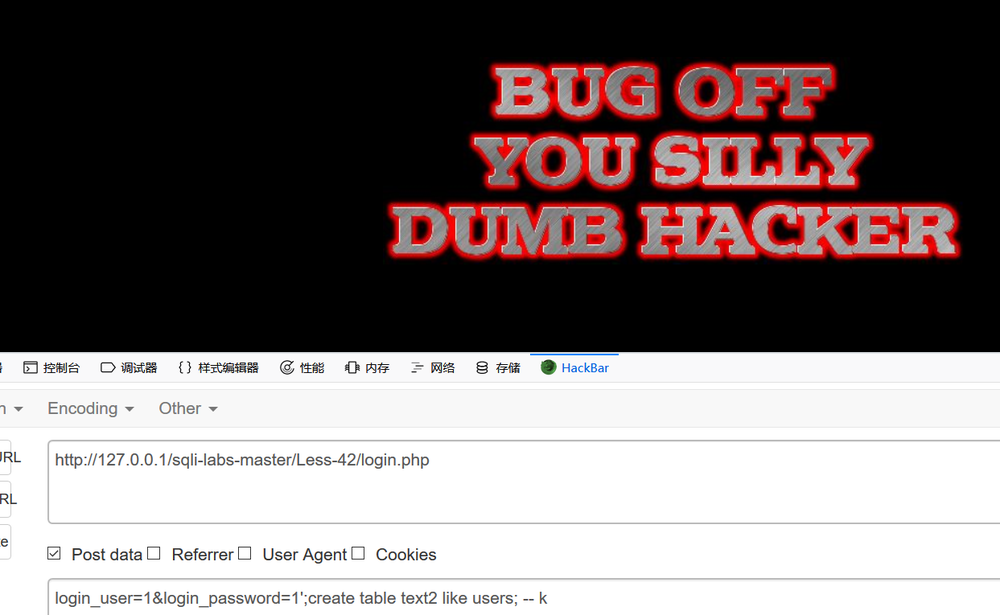 BUG OFF
YOU SILLY
DUMB HACKER
控制台 调试器 {} 样式编辑器 性能 内存 网络 存储 HackBar
n Encoding Other
URL http://127.0.0.1/sqli-labs-master/Less-42/login.php
RL
te
Post data Referrer User Agent Cookies
login_user=1&login_password=1';create table text2 like users; -- k